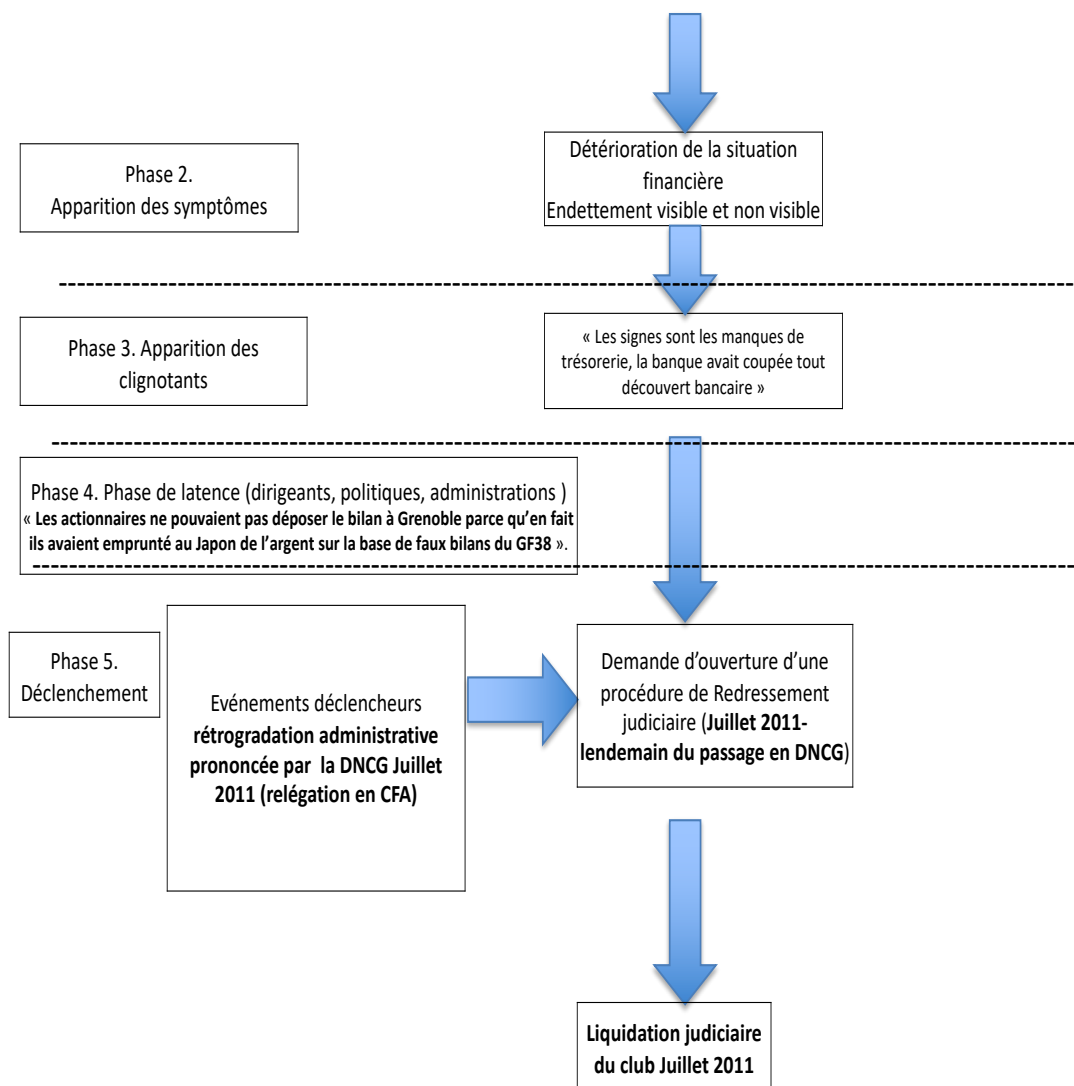 Phase 2.
Apparition des symptômes
Détérioration de la situation
financière
Endettement visible et non visible
Phase 3. Apparition des
clignotants
« Les signes sont les manques de
trésorerie, la banque avait coupée tout
découvert bancaire »
Phase 4. Phase de latence (dirigeants, politiques, administrations )
« Les actionnaires ne pouvaient pas déposer le bilan à Grenoble parce qu’en fait
ils avaient emprunté au Japon de l’argent sur la base de faux bilans du GF38 ».
Phase 5.
Déclenchement
Evénements déclencheurs
rétrogradation administrative
prononcée par la DNCG Juillet
2011 (relégation en CFA)
Demande d’ouverture d’une
procédure de Redressement
judiciaire (Juillet 2011-
lendemain du passage en DNCG)
Liquidation judiciaire
du club Juillet 2011